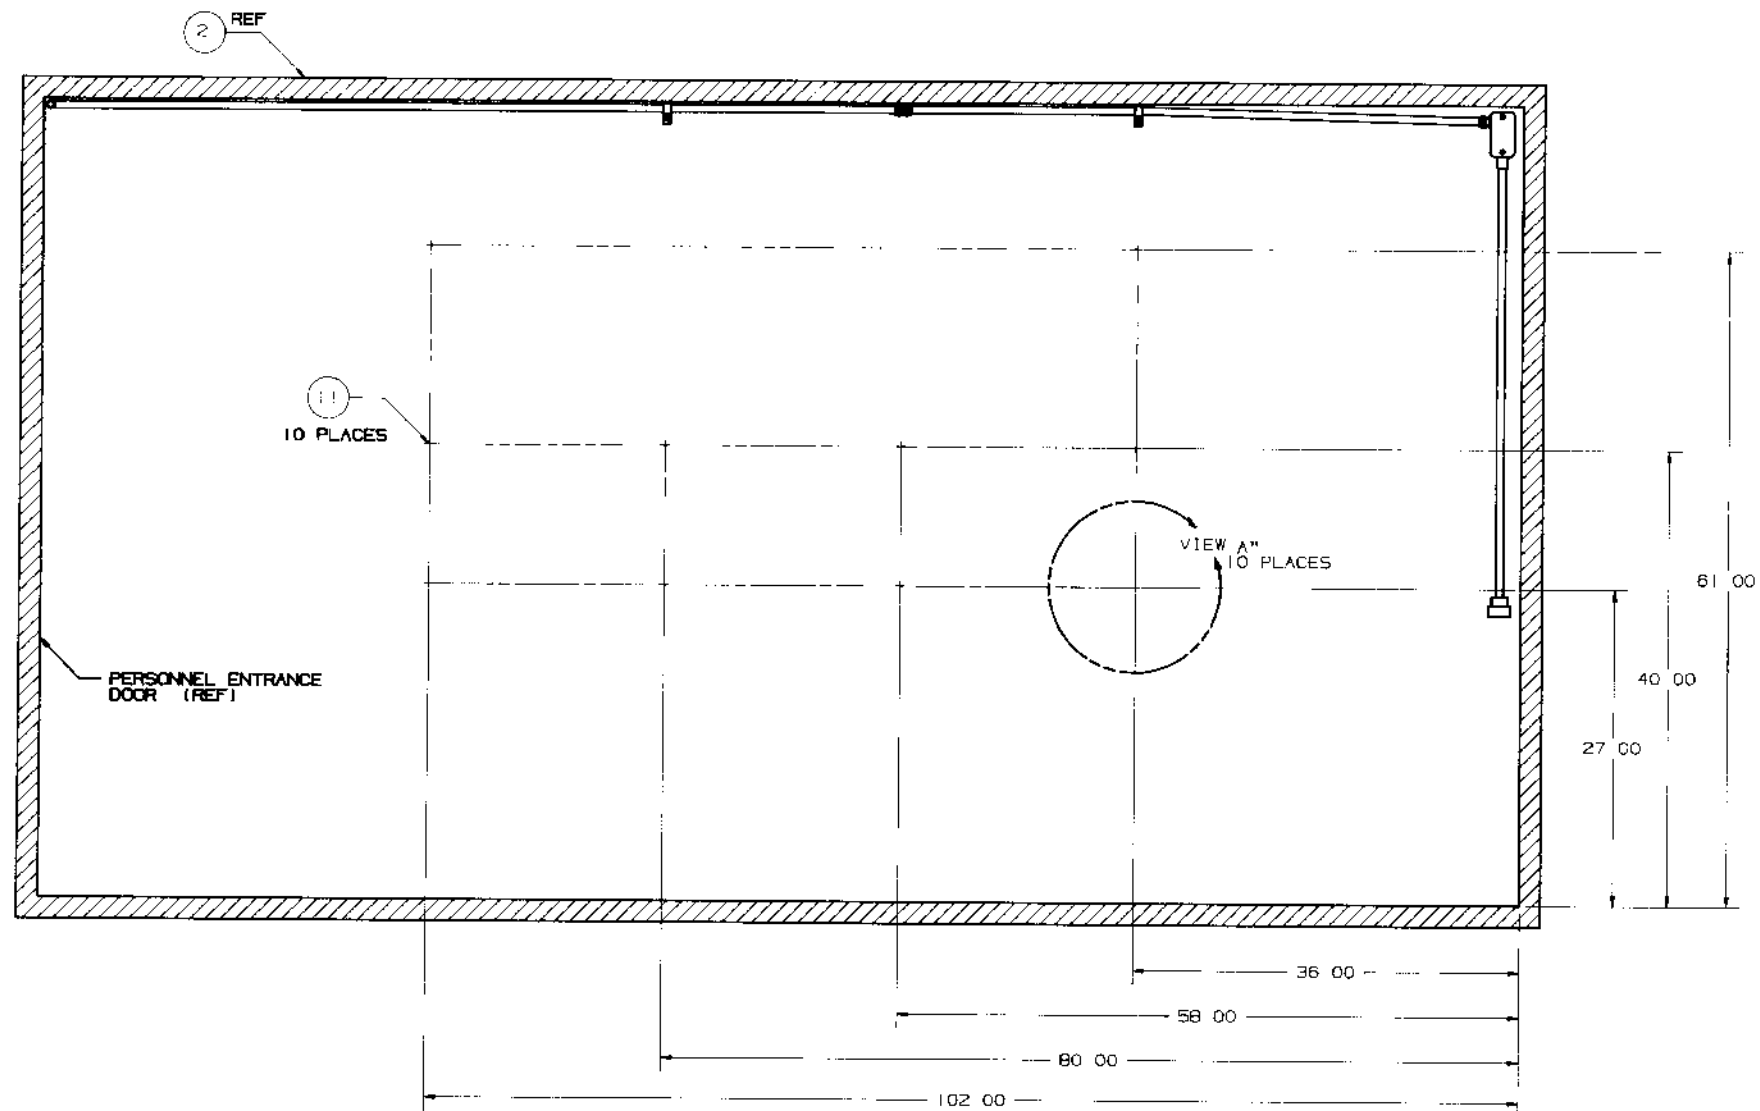 2 REF
11
10 PLACES
VIEW A"
10 PLACES
61 00
PERSONNEL ENTRANCE
DOOR (REF)
40 00
27 00
36 00
58 00
80 00
102 00